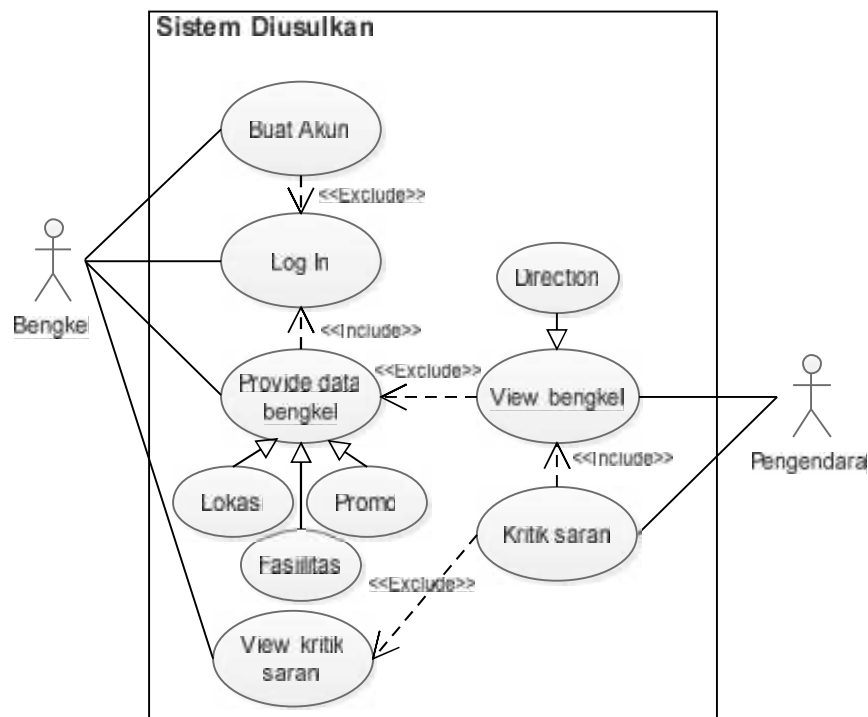 Sistem Diusulkan
Buat Akun
<<Exclude>>
Log In
Direction
Bengkel
<<Include>>
Provide data
bengkel
<<Exclude>>
View bengkel
Pengendara
<<Include>>
Lokasi
Promo
Kritik saran
Fasiilitas
<<Exclude>>
View kritik
saran